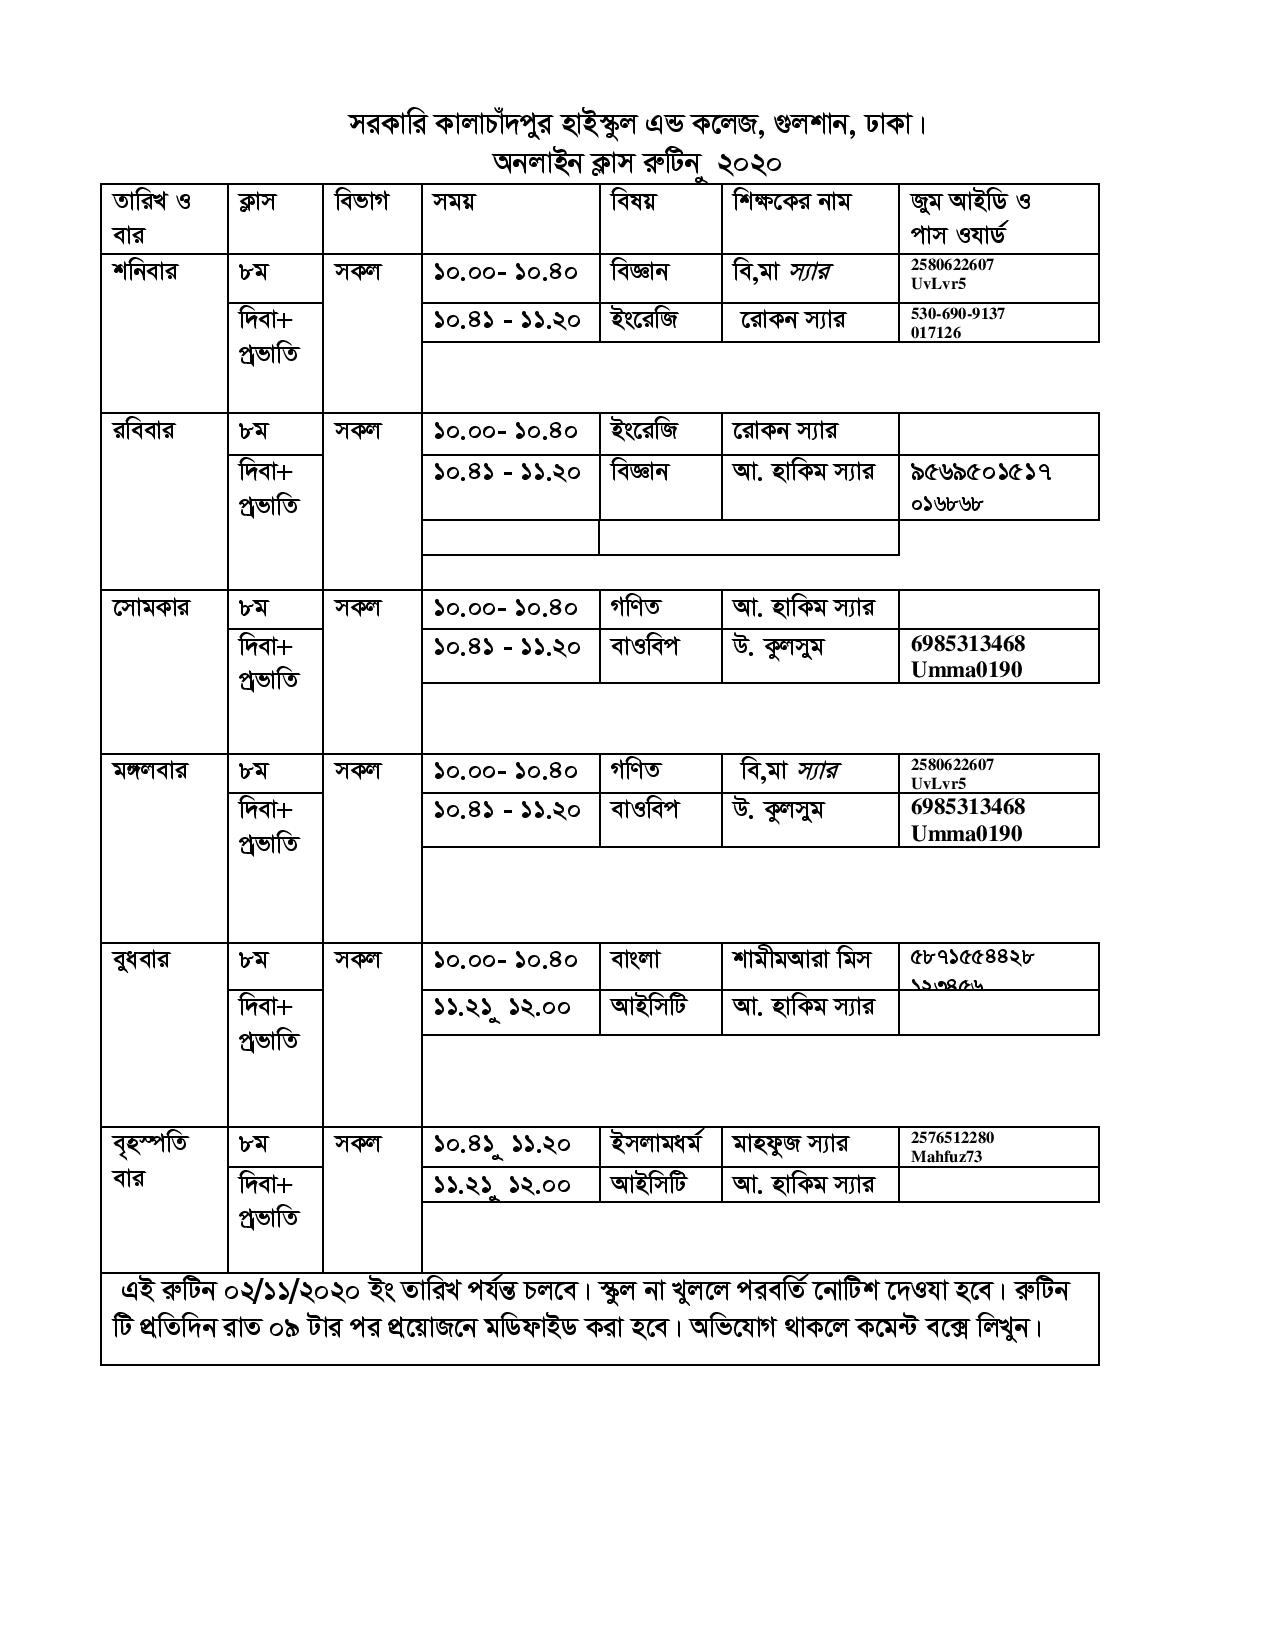 সরকারি কালাচাঁদপুর হাইস্কুল এন্ড কলেজ, গুলশান, ঢাকা।
অনলাইন ক্লাস রুটিনু ২০২০
তারিখ ও বার ক্লাস বিভাগ সময় বিষয় শিক্ষকের নাম জুম আইডি ও পাস ওযার্ড
শনিবার ৮ম সকল ১০.০০- ১০.৪০ বিজ্ঞান বি,মা স্যার 2580622607
UvLvr5
দিবা+ ১০.৪১ - ১১.২০ ইংরেজি রোকন স্যার 530-690-9137
প্রভাতি 017126
রবিবার ৮ম সকল ১০.০০- ১০.৪০ ইংরেজি রোকন স্যার
দিবা+ ১০.৪১ - ১১.২০ বিজ্ঞান আ. হাকিম স্যার ৯৫৬৯৫০১৫১৭
প্রভাতি ০১৬৮৬৮
সোমকার ৮ম সকল ১০.০০- ১০.৪০ গণিত আ. হাকিম স্যার
দিবা+ ১০.৪১ - ১১.২০ বাওবিপ উ. কুলসুম 6985313468
প্রভাতি Umma0190
মঙ্গলবার ৮ম সকল ১০.০০- ১০.৪০ গণিত বি,মা স্যার 2580622607
UvLvr5
দিবা+ ১০.৪১ - ১১.২০ বাওবিপ উ. কুলসুম 6985313468
প্রভাতি Umma0190
বুধবার ৮ম সকল ১০.০০- ১০.৪০ বাংলা শামীমআরা মিস ৫৮৭১৫৫৪৪২৮
১২৩৪৫৬
দিবা+ ১১.২১ু ১২.০০ আইসিটি আ. হাকিম স্যার
প্রভাতি
বৃহস্পতি ৮ম সকল ১০.৪১ু ১১.২০ ইসলামধর্ম মাহফুজ স্যার 2576512280
বার Mahfuz73
দিবা+ ১১.২১ু ১২.০০ আইসিটি আ. হাকিম স্যার
প্রভাতি
এই রুটিন ০২/১১/২০২০ ইং তারিখ পর্যন্ত চলবে। স্কুল না খুললে পরবর্তি নোটিশ দেওযা হবে। রুটিন
টি প্রতিদিন রাত ০৯ টার পর প্রয়োজনে মডিফাইড করা হবে। অভিযোগ থাকলে কমেন্ট বক্সে লিখুন।